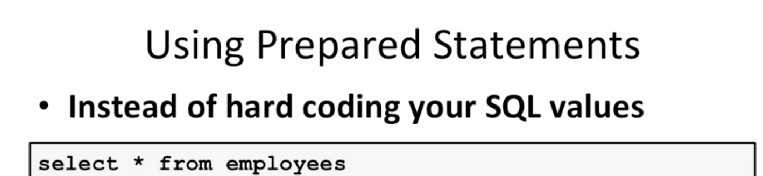 Using Prepared Statements
• Instead of hard coding your SQL values
select * from employees